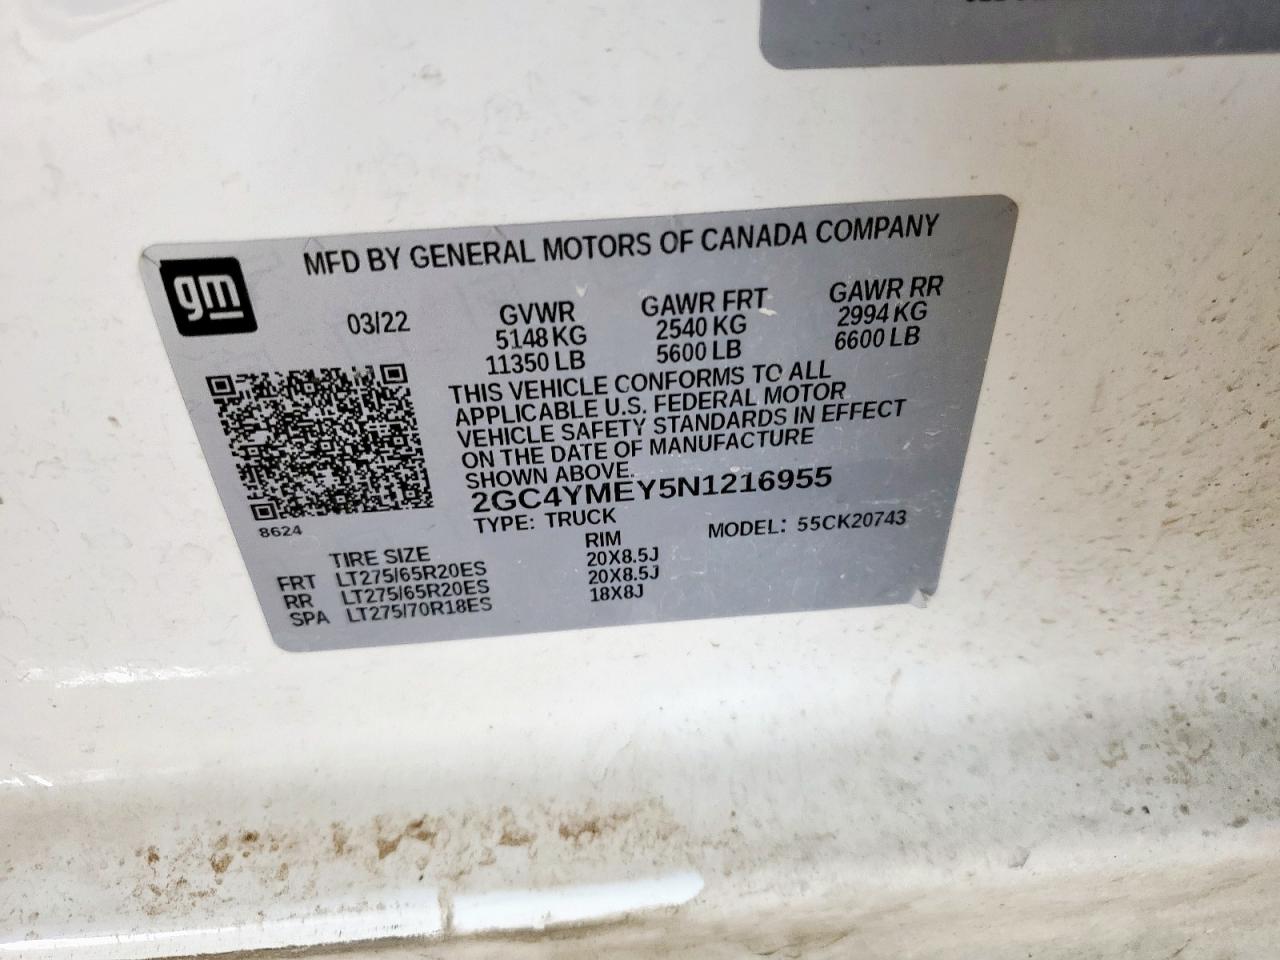 MFD BY GENERAL MOTORS OF CANADA COMPANY
gm
03/22
GVWR
5148 KG
11350 LB
GAWR FRT
2540 KG
5600 LB
GAWR RR
2994 KG
6600 LB
THIS VEHICLE CONFORMS TO ALL
APPLICABLE U.S. FEDERAL MOTOR
VEHICLE SAFETY STANDARDS IN EFFECT
ON THE DATE OF MANUFACTURE
SHOWN ABOVE.
2GC4YMEY5N1216955
8624
TYPE: TRUCK
MODEL: 55CK20743
TIRE SIZE RIM
FRT LT275/65R20ES 20X8.5J
RR LT275/65R20ES 20X8.5J
SPA LT275/70R18ES 18X8J